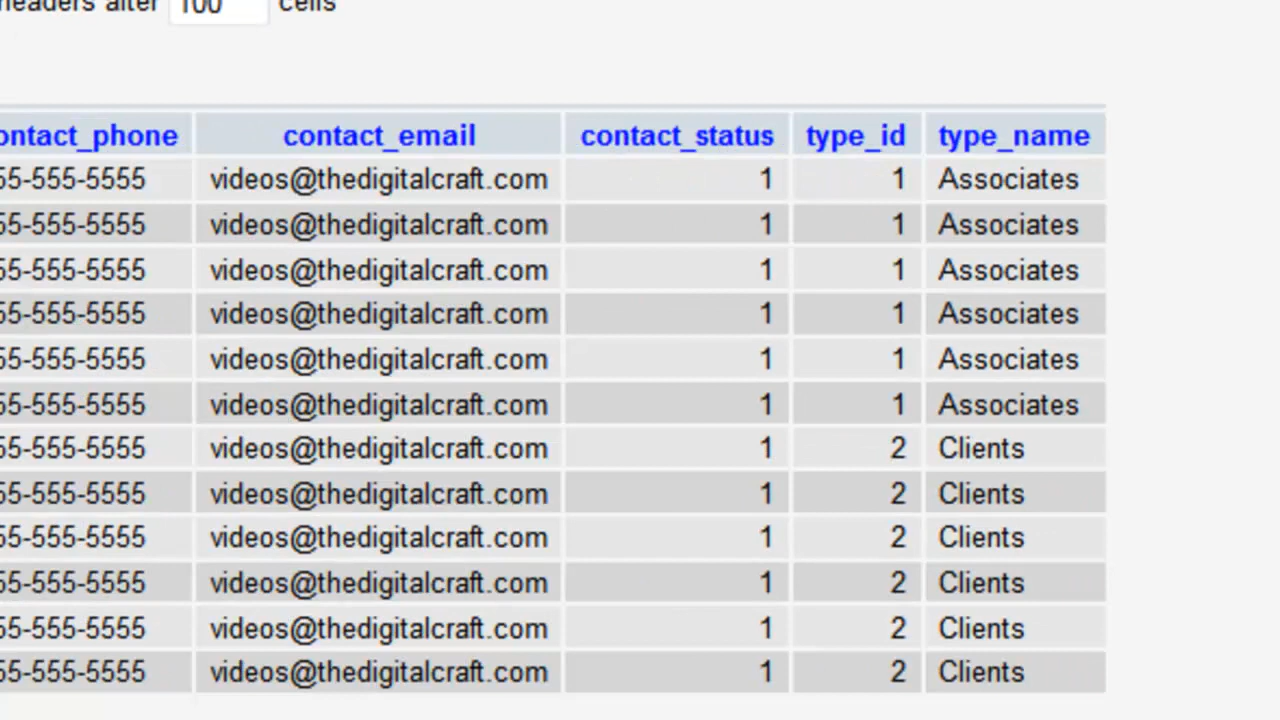 headers after 100 cells
ontact_phone contact_email contact_status type_id type_name
55-555-5555 videos@thedigitalcraft.com 1 1 Associates
55-555-5555 videos@thedigitalcraft.com 1 1 Associates
55-555-5555 videos@thedigitalcraft.com 1 1 Associates
55-555-5555 videos@thedigitalcraft.com 1 1 Associates
55-555-5555 videos@thedigitalcraft.com 1 1 Associates
55-555-5555 videos@thedigitalcraft.com 1 1 Associates
55-555-5555 videos@thedigitalcraft.com 1 2 Clients
55-555-5555 videos@thedigitalcraft.com 1 2 Clients
55-555-5555 videos@thedigitalcraft.com 1 2 Clients
55-555-5555 videos@thedigitalcraft.com 1 2 Clients
55-555-5555 videos@thedigitalcraft.com 1 2 Clients
55-555-5555 videos@thedigitalcraft.com 1 2 Clients